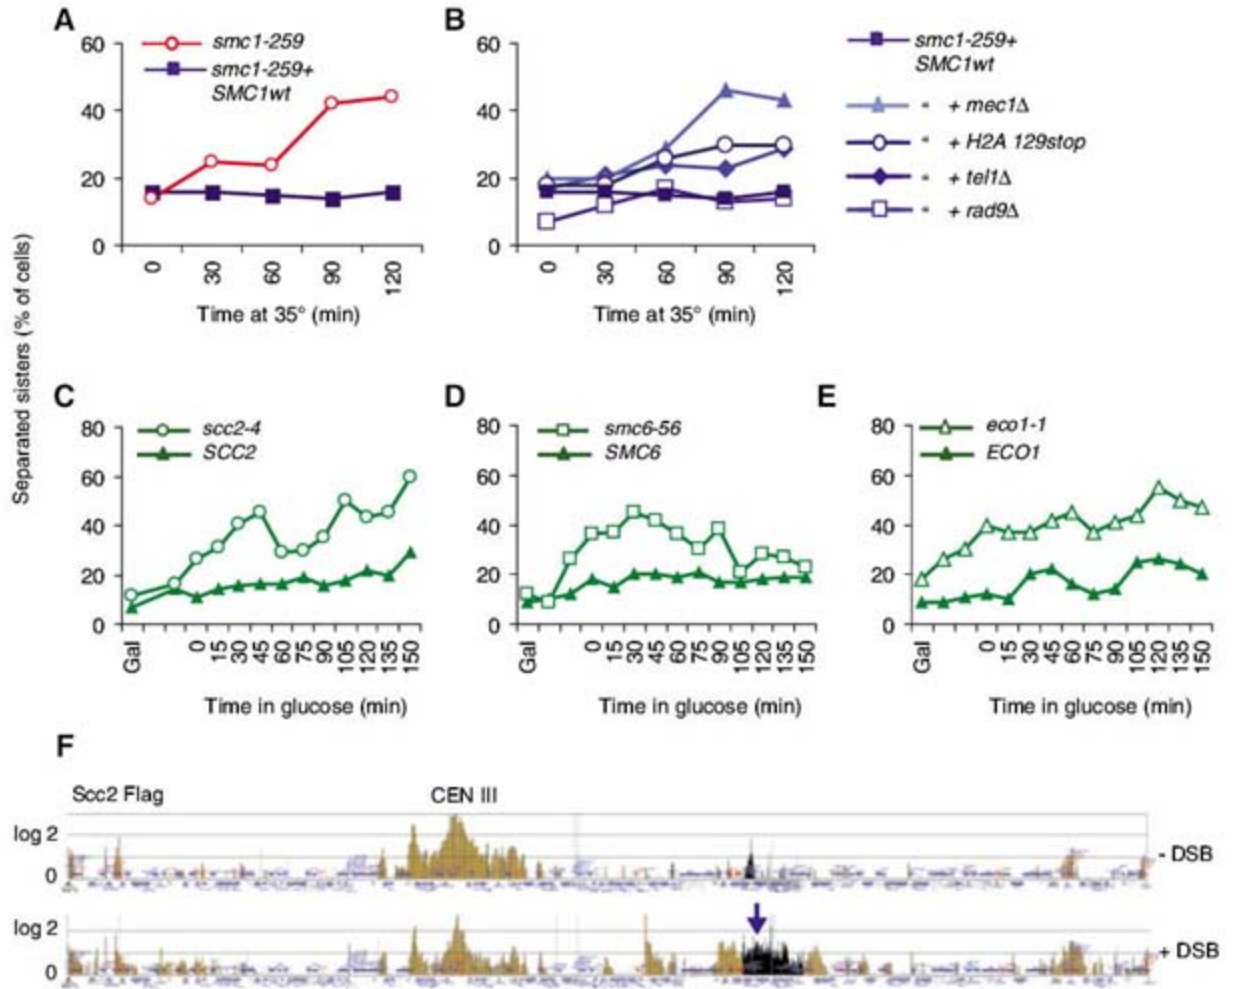 A
60
40
20
0
smc1-259
smc1-259+
SMC1wt
0
30
60
90
120
Time at 35° (min)
B
60
40
20
0
0
30
60
90
120
Time at 35° (min)
smc1-259+
SMC1wt
" + mec1Δ
" + H2A 129stop
" + tel1Δ
" + rad9Δ
Separated sisters (% of cells)
C
80
60
40
20
0
scc2-4
SCC2
Gal
0
15
30
45
60
75
90
105
120
135
150
Time in glucose (min)
D
80
60
40
20
0
smc6-56
SMC6
Gal
0
15
30
45
60
75
90
105
120
135
150
Time in glucose (min)
E
80
60
40
20
0
eco1-1
ECO1
Gal
0
15
30
45
60
75
90
105
120
135
150
Time in glucose (min)
F
Scc2 Flag
CEN III
log 2
0
- DSB
log 2
0
+ DSB